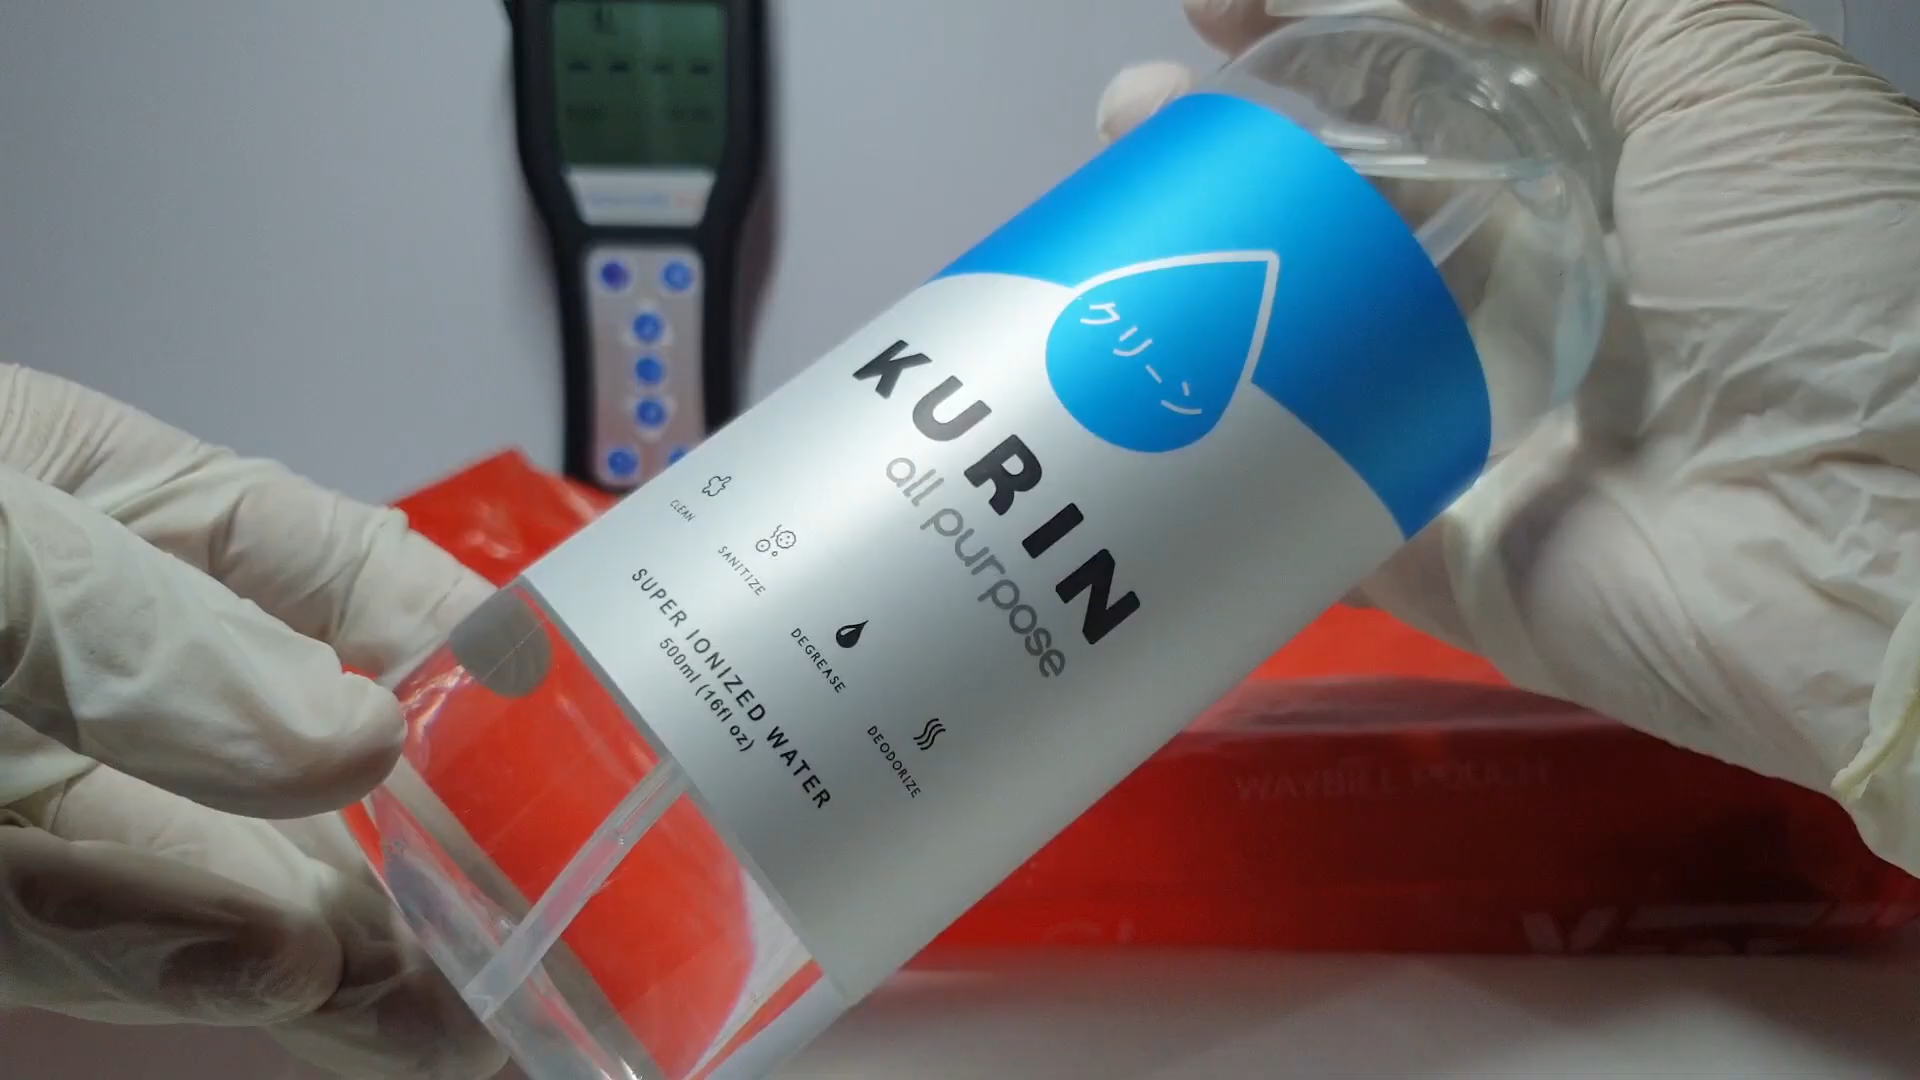 クリーン
KURIN
all purpose
CLEAN
SANITIZE
DEGREASE
DEODORIZE
SUPER IONIZED WATER
500ml (16fl oz)
WAYBILL POUCH